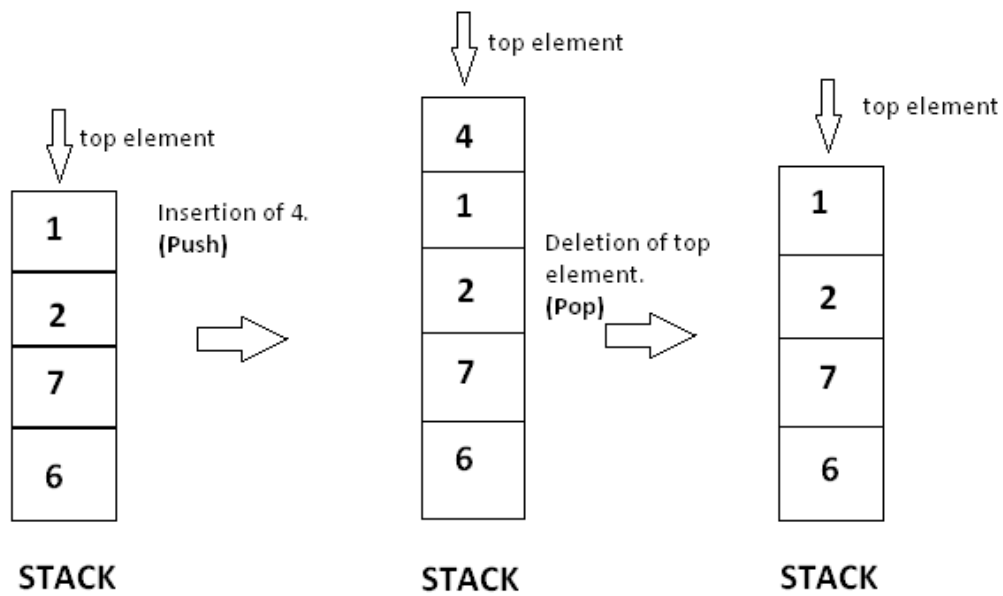 top element
1
2
7
6
STACK
Insertion of 4.
(Push)
top element
4
1
2
7
6
STACK
Deletion of top
element.
(Pop)
top element
1
2
7
6
STACK